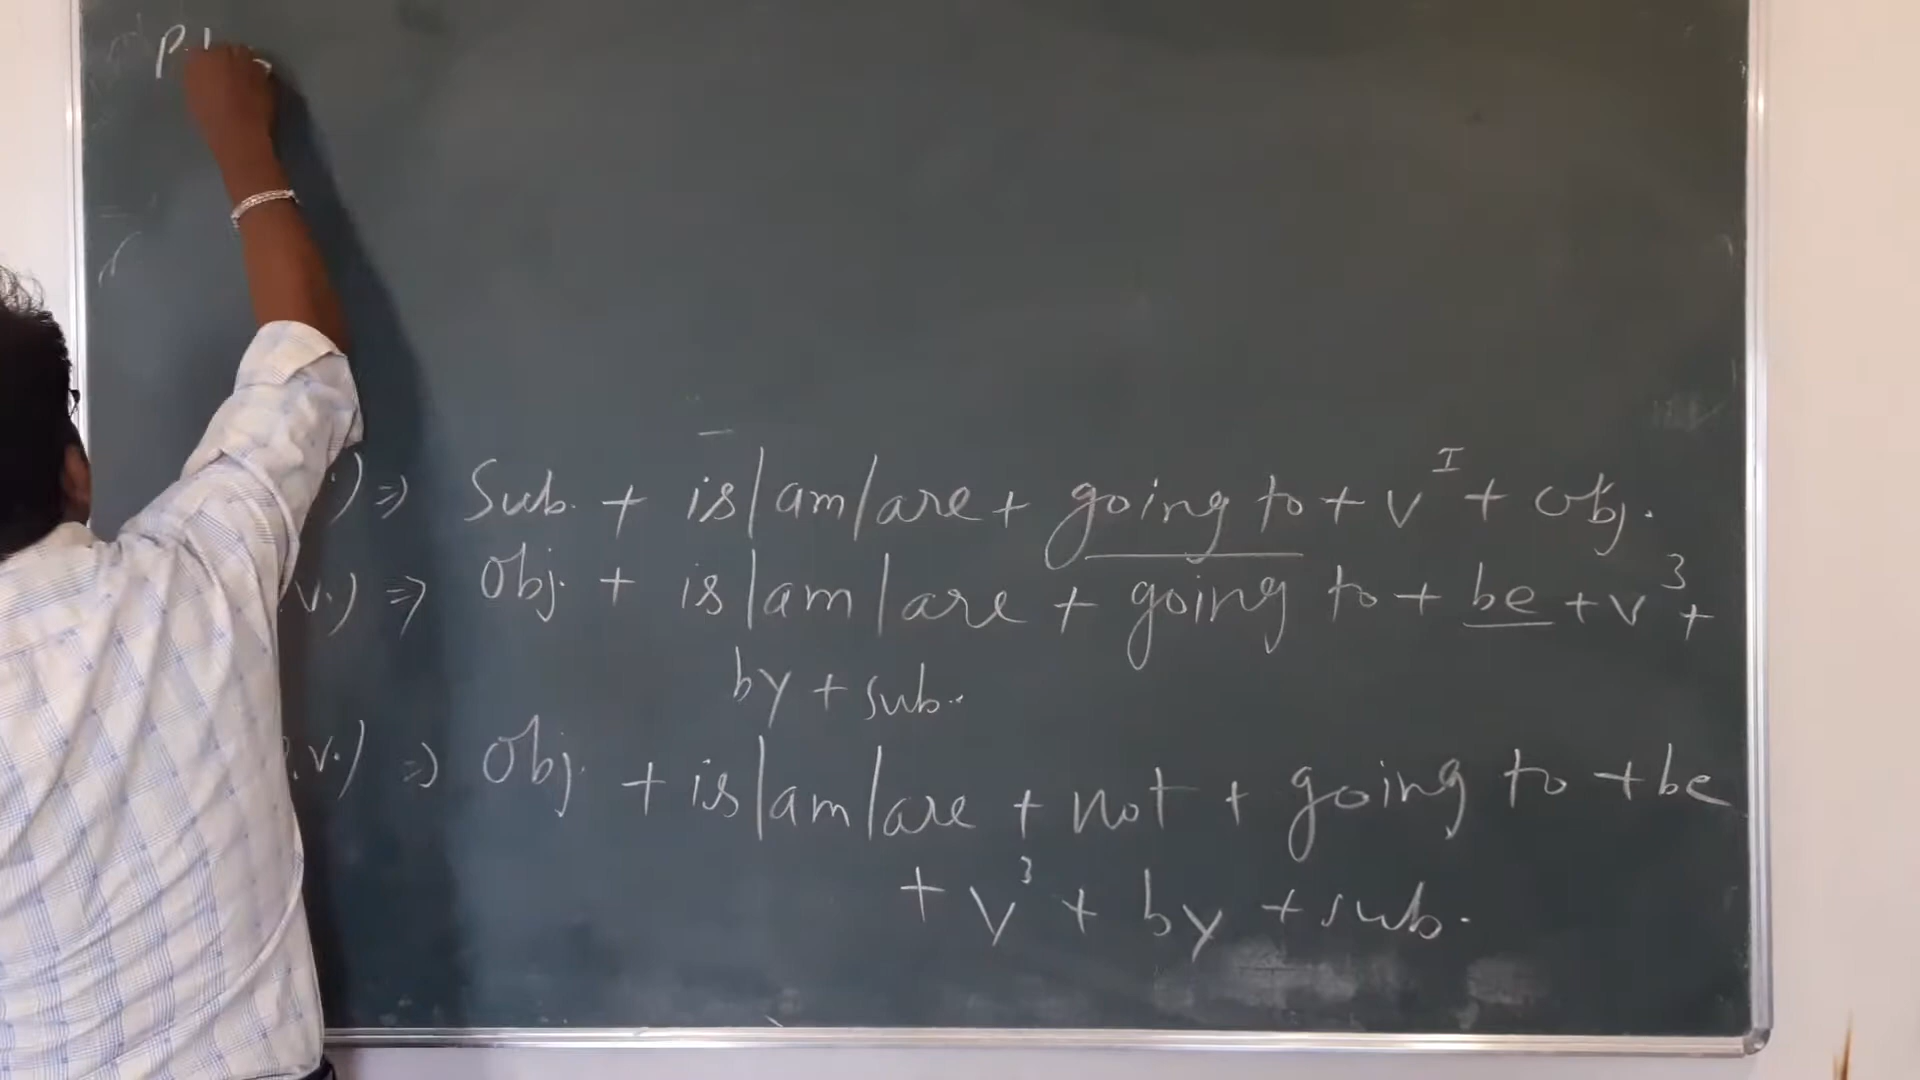 P.
.) => Sub. + is/am/are + going to + V^I + Obj.
.V.) => Obj. + is/am/are + going to + be + V^3 +
by + sub.
.V.) => Obj. + is/am/are + not + going to + be
+ V^3 + by + sub.